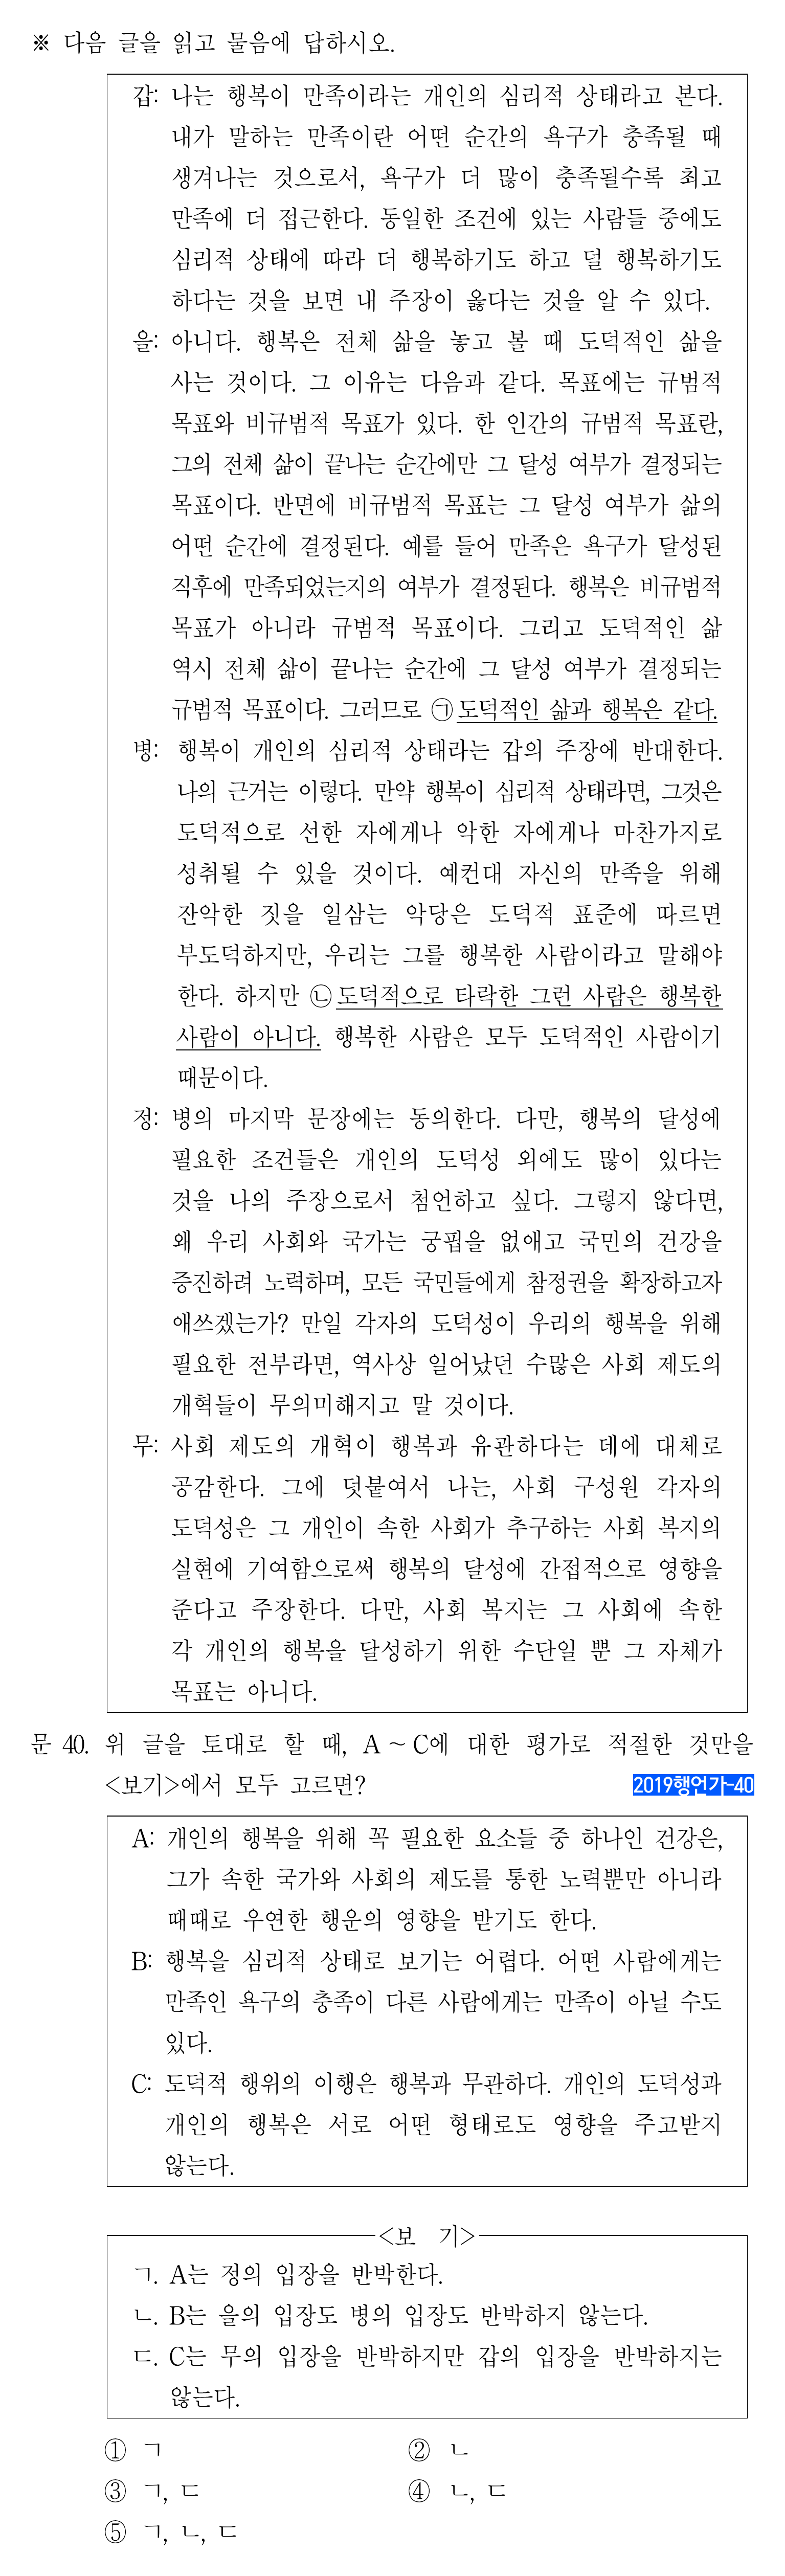 ※ 다음 글을 읽고 물음에 답하시오.
갑: 나는 행복이 만족이라는 개인의 심리적 상태라고 본다.
내가 말하는 만족이란 어떤 순간의 욕구가 충족될 때
생겨나는 것으로서, 욕구가 더 많이 충족될수록 최고
만족에 더 접근한다. 동일한 조건에 있는 사람들 중에도
심리적 상태에 따라 더 행복하기도 하고 덜 행복하기도
하다는 것을 보면 내 주장이 옳다는 것을 알 수 있다.
을: 아니다. 행복은 전체 삶을 놓고 볼 때 도덕적인 삶을
사는 것이다. 그 이유는 다음과 같다. 목표에는 규범적
목표와 비규범적 목표가 있다. 한 인간의 규범적 목표란,
그의 전체 삶이 끝나는 순간에만 그 달성 여부가 결정되는
목표이다. 반면에 비규범적 목표는 그 달성 여부가 삶의
어떤 순간에 결정된다. 예를 들어 만족은 욕구가 달성된
직후에 만족되었는지의 여부가 결정된다. 행복은 비규범적
목표가 아니라 규범적 목표이다. 그리고 도덕적인 삶
역시 전체 삶이 끝나는 순간에 그 달성 여부가 결정되는
규범적 목표이다. 그러므로 ㉠도덕적인 삶과 행복은 같다.
병: 행복이 개인의 심리적 상태라는 갑의 주장에 반대한다.
나의 근거는 이렇다. 만약 행복이 심리적 상태라면, 그것은
도덕적으로 선한 자에게나 악한 자에게나 마찬가지로
성취될 수 있을 것이다. 예컨대 자신의 만족을 위해
잔악한 짓을 일삼는 악당은 도덕적 표준에 따르면
부도덕하지만, 우리는 그를 행복한 사람이라고 말해야
한다. 하지만 ㉡도덕적으로 타락한 그런 사람은 행복한
사람이 아니다. 행복한 사람은 모두 도덕적인 사람이기
때문이다.
정: 병의 마지막 문장에는 동의한다. 다만, 행복의 달성에
필요한 조건들은 개인의 도덕성 외에도 많이 있다는
것을 나의 주장으로서 첨언하고 싶다. 그렇지 않다면,
왜 우리 사회와 국가는 궁핍을 없애고 국민의 건강을
증진하려 노력하며, 모든 국민들에게 참정권을 확장하고자
애쓰겠는가? 만일 각자의 도덕성이 우리의 행복을 위해
필요한 전부라면, 역사상 일어났던 수많은 사회 제도의
개혁들이 무의미해지고 말 것이다.
무: 사회 제도의 개혁이 행복과 유관하다는 데에 대체로
공감한다. 그에 덧붙여서 나는, 사회 구성원 각자의
도덕성은 그 개인이 속한 사회가 추구하는 사회 복지의
실현에 기여함으로써 행복의 달성에 간접적으로 영향을
준다고 주장한다. 다만, 사회 복지는 그 사회에 속한
각 개인의 행복을 달성하기 위한 수단일 뿐 그 자체가
목표는 아니다.
문 40. 위 글을 토대로 할 때, A ~ C에 대한 평가로 적절한 것만을
<보기>에서 모두 고르면? 2019행언가-40
A: 개인의 행복을 위해 꼭 필요한 요소들 중 하나인 건강은,
그가 속한 국가와 사회의 제도를 통한 노력뿐만 아니라
때때로 우연한 행운의 영향을 받기도 한다.
B: 행복을 심리적 상태로 보기는 어렵다. 어떤 사람에게는
만족인 욕구의 충족이 다른 사람에게는 만족이 아닐 수도
있다.
C: 도덕적 행위의 이행은 행복과 무관하다. 개인의 도덕성과
개인의 행복은 서로 어떤 형태로도 영향을 주고받지
않는다.
<보 기>
ㄱ. A는 정의 입장을 반박한다.
ㄴ. B는 을의 입장도 병의 입장도 반박하지 않는다.
ㄷ. C는 무의 입장을 반박하지만 갑의 입장을 반박하지는
않는다.
① ㄱ ② ㄴ
③ ㄱ, ㄷ ④ ㄴ, ㄷ
⑤ ㄱ, ㄴ, ㄷ